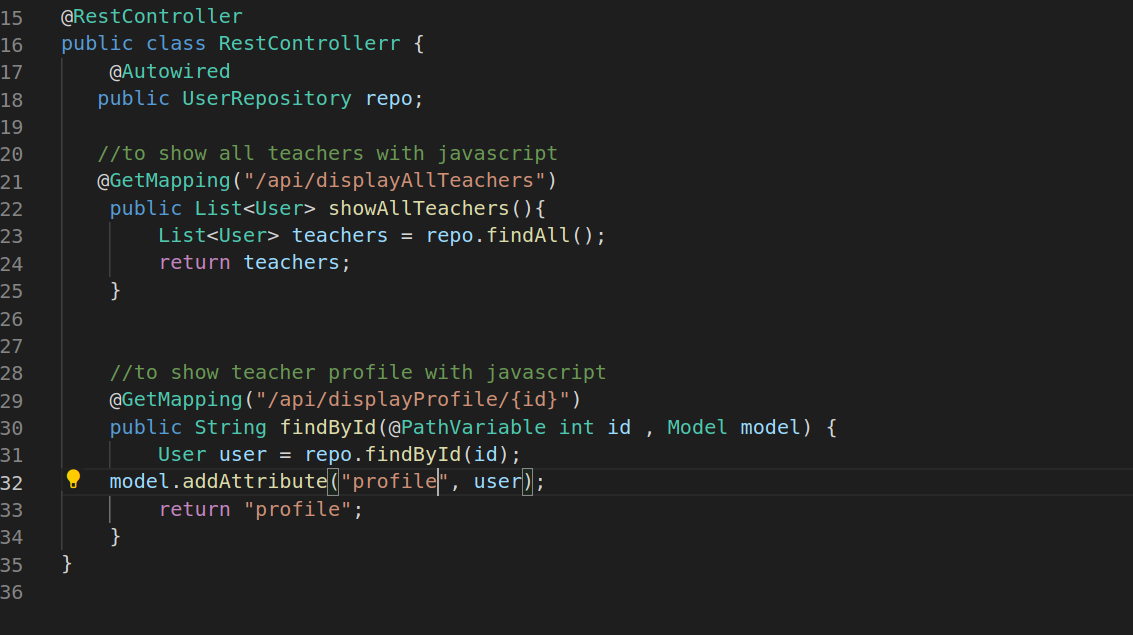 15 @RestController
16 public class RestControllerr {
17 @Autowired
18 public UserRepository repo;
19
20 //to show all teachers with javascript
21 @GetMapping("/api/displayAllTeachers")
22 public List<User> showAllTeachers(){
23 List<User> teachers = repo.findAll();
24 return teachers;
25 }
26
27
28 //to show teacher profile with javascript
29 @GetMapping("/api/displayProfile/{id}")
30 public String findById(@PathVariable int id , Model model) {
31 User user = repo.findById(id);
32 model.addAttribute("profile", user);
33 return "profile";
34 }
35 }
36